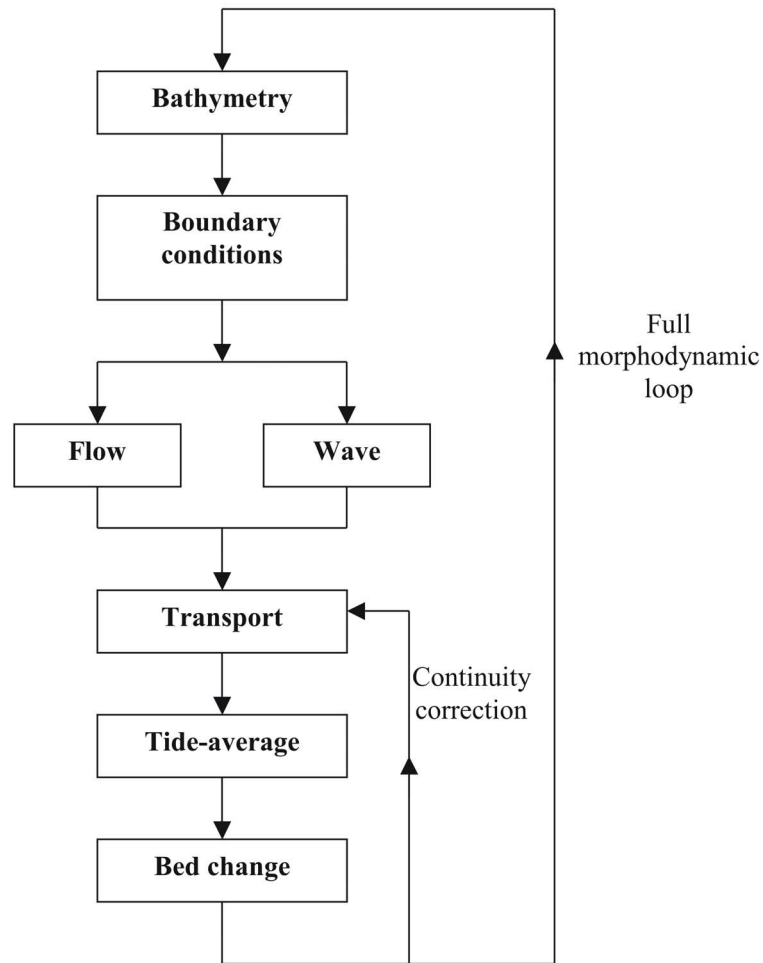 Bathymetry
Boundary
conditions
Full
morphodynamic
loop
Flow
Wave
Transport
Continuity
correction
Tide-average
Bed change